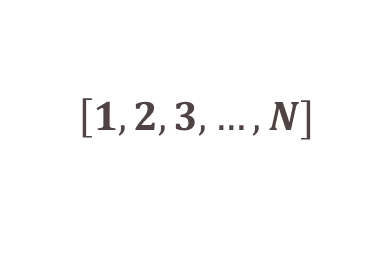 [1, 2, 3, … , N]